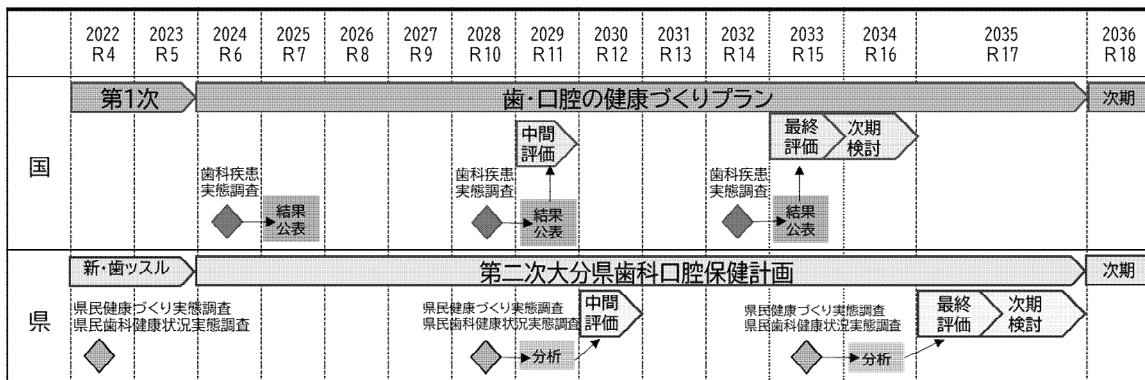 2022 2023 2024 2025 2026 2027 2028 2029 2030 2031 2032 2033 2034 2035 2036
R4 R5 R6 R7 R8 R9 R10 R11 R12 R13 R14 R15 R16 R17 R18
国
第1次 歯・口腔の健康づくりプラン 次期
中間
評価
最終
評価
次期
検討
歯科疾患
実態調査
結果
公表
歯科疾患
実態調査
結果
公表
歯科疾患
実態調査
結果
公表
県
新・歯ッスル 第二次大分県歯科口腔保健計画 次期
県民健康づくり実態調査
県民歯科健康状況実態調査
県民健康づくり実態調査
県民歯科健康状況実態調査
分析
中間
評価
県民健康づくり実態調査
県民歯科健康状況実態調査
分析
最終
評価
次期
検討